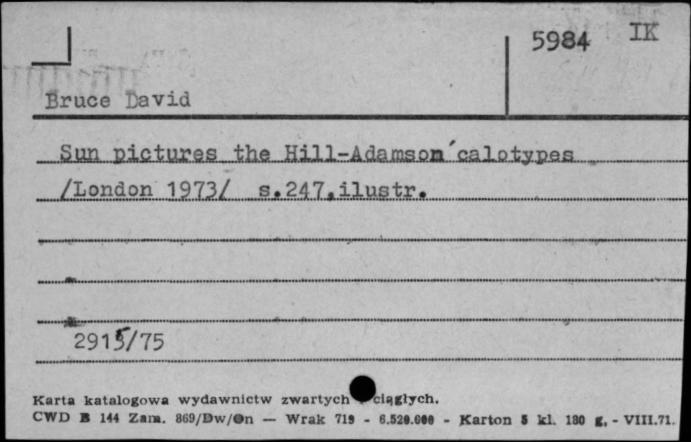 5984 IK
Bruce David
Sun pictures the Hill-Adamson calotypes
/London 1973/ s.247,ilustr.
2915/75
Karta katalogowa wydawnictw zwartych ciągłych.
CWD B 144 Zam. 869/Dw/On — Wrak 719 - 6.520.000 - Karton 5 kl. 180 g. - VIII.71.